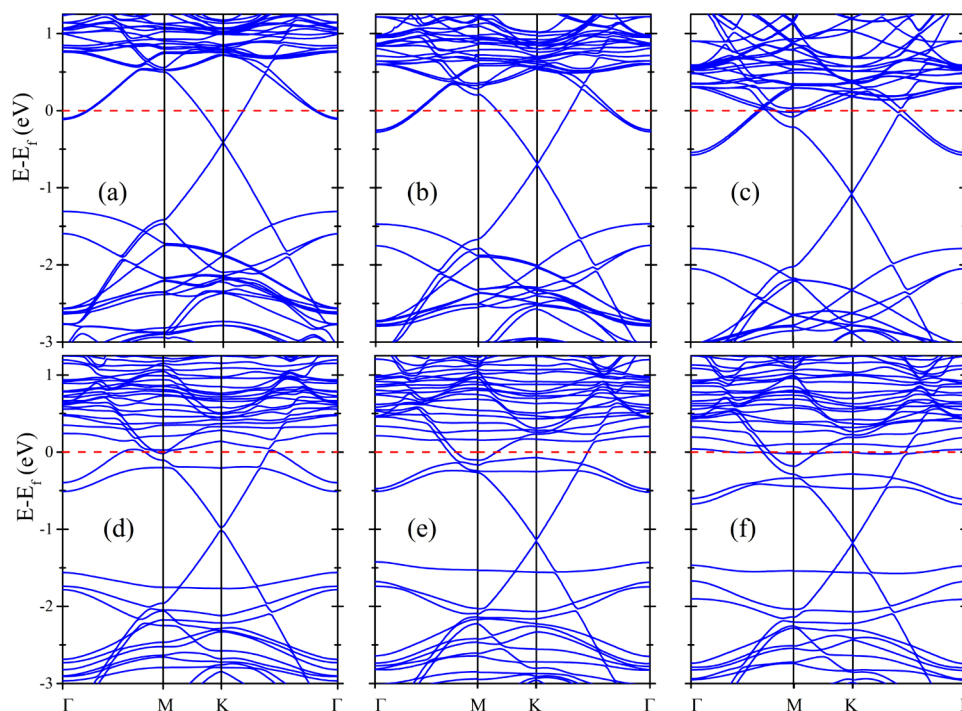 1
0
-1
-2
-3
E-E_f (eV)
(a)
(b)
(c)
1
0
-1
-2
-3
E-E_f (eV)
(d)
(e)
(f)
Γ M K Γ
Γ M K Γ
Γ M K